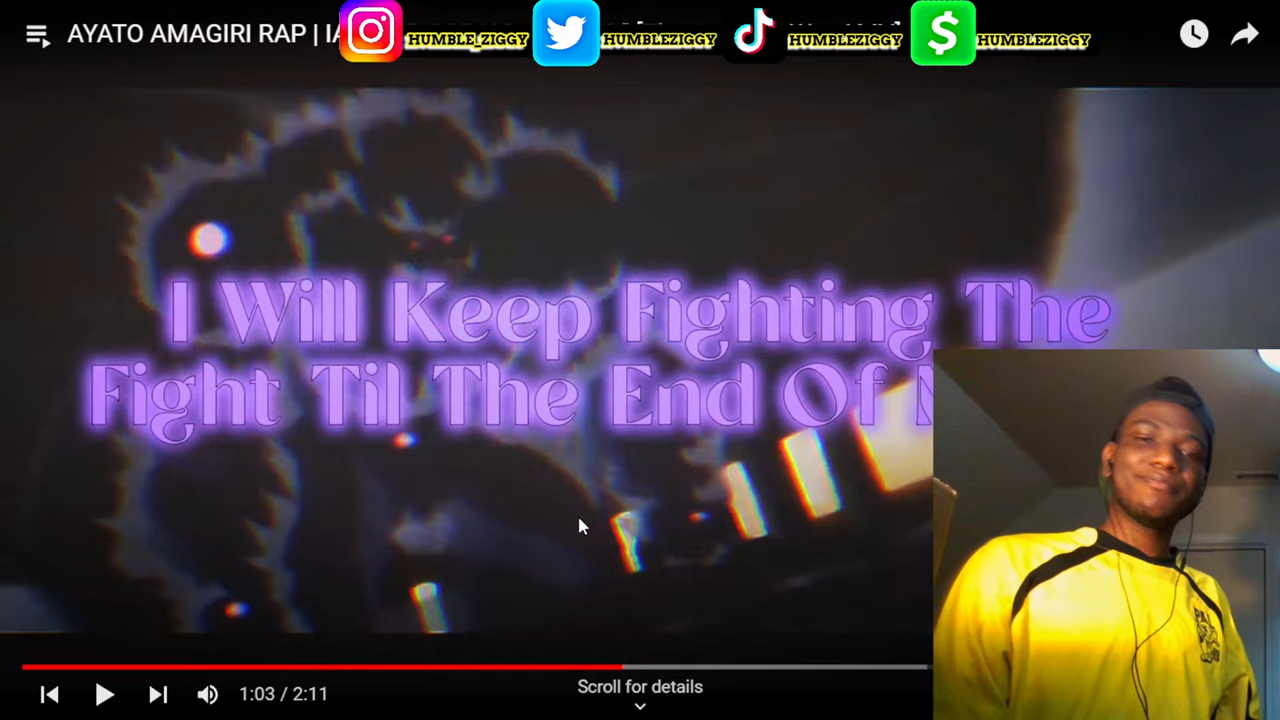 AYATO AMAGIRI RAP |
HUMBLE_ZIGGY
HUMBLEZIGGY
HUMBLEZIGGY
$
HUMBLEZIGGY
I Will Keep Fighting The
Fight Til The End Of
1:03 / 2:11
Scroll for details